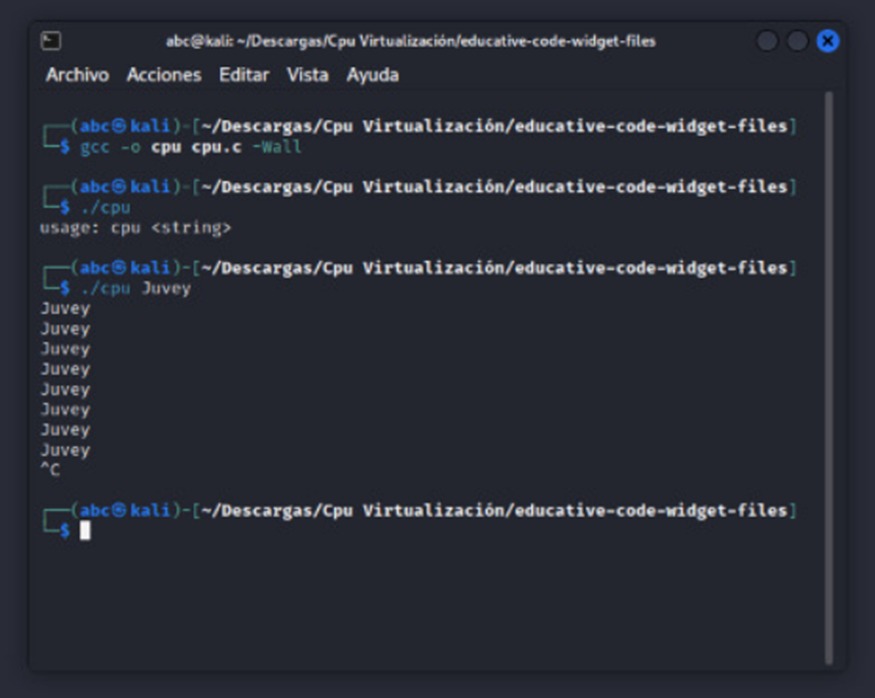 abc@kali: ~/Descargas/Cpu Virtualización/educative-code-widget-files
Archivo Acciones Editar Vista Ayuda
┌──(abc㉿kali)-[~/Descargas/Cpu Virtualización/educative-code-widget-files]
└─$ gcc -o cpu cpu.c -Wall
┌──(abc㉿kali)-[~/Descargas/Cpu Virtualización/educative-code-widget-files]
└─$ ./cpu
usage: cpu <string>
┌──(abc㉿kali)-[~/Descargas/Cpu Virtualización/educative-code-widget-files]
└─$ ./cpu Juvey
Juvey
Juvey
Juvey
Juvey
Juvey
Juvey
Juvey
Juvey
^C
┌──(abc㉿kali)-[~/Descargas/Cpu Virtualización/educative-code-widget-files]
└─$